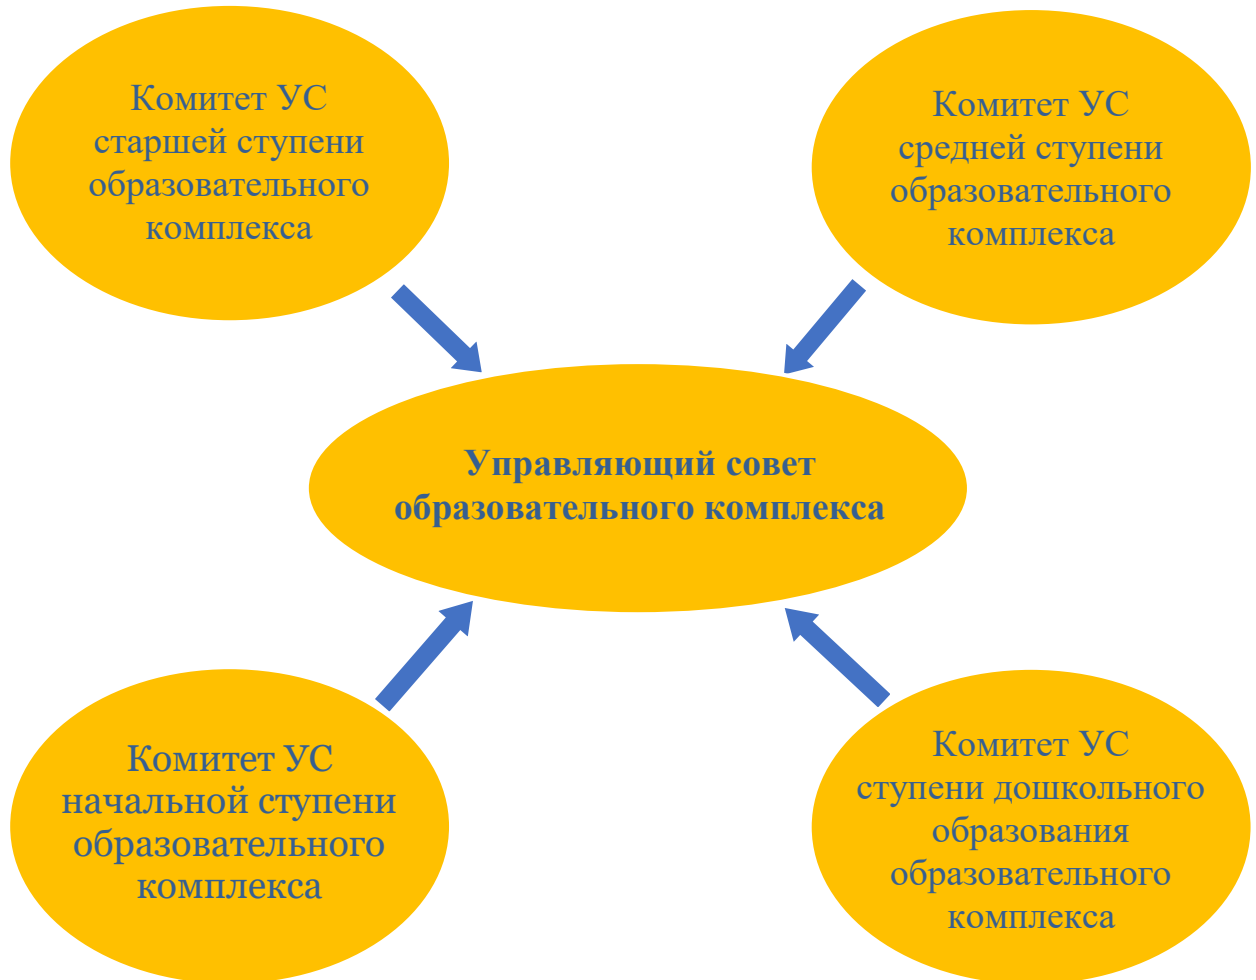 Комитет УС
старшей ступени
образовательного
комплекса
Комитет УС
средней ступени
образовательного
комплекса
Управляющий совет
образовательного комплекса
Комитет УС
начальной ступени
образовательного
комплекса
Комитет УС
ступени дошкольного
образования
образовательного
комплекса